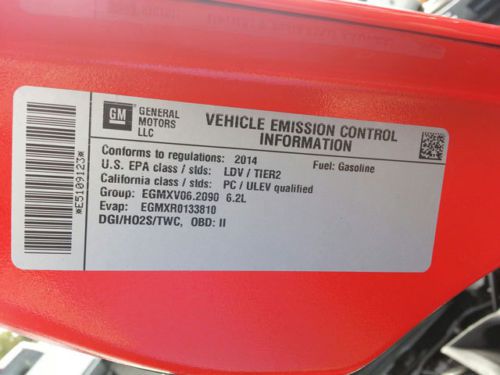 GM
GENERAL
MOTORS
LLC
VEHICLE EMISSION CONTROL
INFORMATION
Conforms to regulations: 2014 Fuel: Gasoline
U.S. EPA class / stds: LDV / TIER2
California class / stds: PC / ULEV qualified
Group: EGMXV06.2090 6.2L
Evap: EGMXR0133810
DGI/HO2S/TWC, OBD: II
*E5109123*